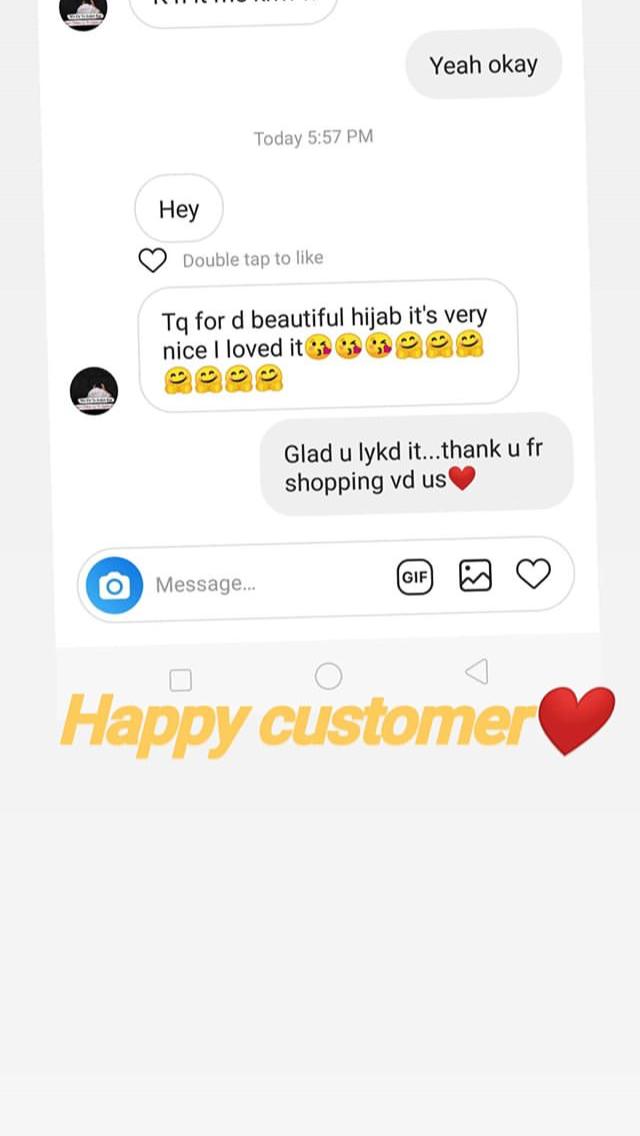 Yeah okay
Today 5:57 PM
Hey
Double tap to like
Tq for d beautiful hijab it's very
nice I loved it😘😘😘🤗🤗🤗
🤗🤗🤗🤗
Glad u lykd it...thank u fr
shopping vd us❤️
Message...
GIF
Happy customer❤️